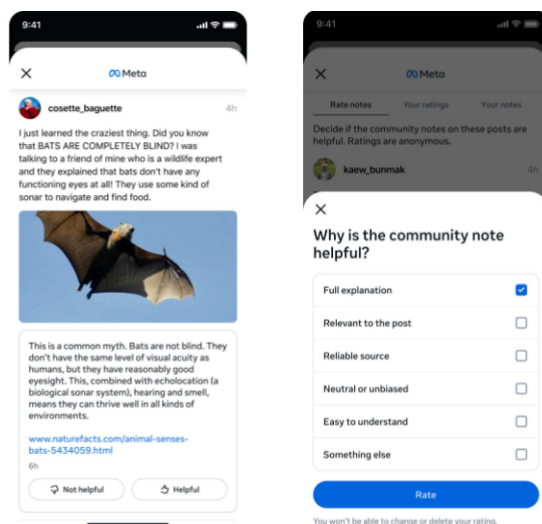 9:41
Meta
cosette_baguette
4h
I just learned the craziest thing. Did you know
that BATS ARE COMPLETELY BLIND? I was
talking to a friend of mine who is a wildlife expert
and they explained that bats don't have any
functioning eyes at all! They use some kind of
sonar to navigate and find food.
This is a common myth. Bats are not blind. They
don't have the same level of visual acuity as
humans, but they have reasonably good
eyesight. This, combined with echolocation (a
biological sonar system), hearing and smell,
means they can thrive well in all kinds of
environments.
www.naturefacts.com/animal-senses-
bats-5434059.html
6h
Not helpful
Helpful
9:41
Meta
Rate notes
Your ratings
Your notes
Decide if the community notes on these posts are
helpful. Ratings are anonymous.
kaew_bunmak
4h
Why is the community note
helpful?
Full explanation
Relevant to the post
Reliable source
Neutral or unbiased
Easy to understand
Something else
Rate
You won't be able to change or delete your rating.